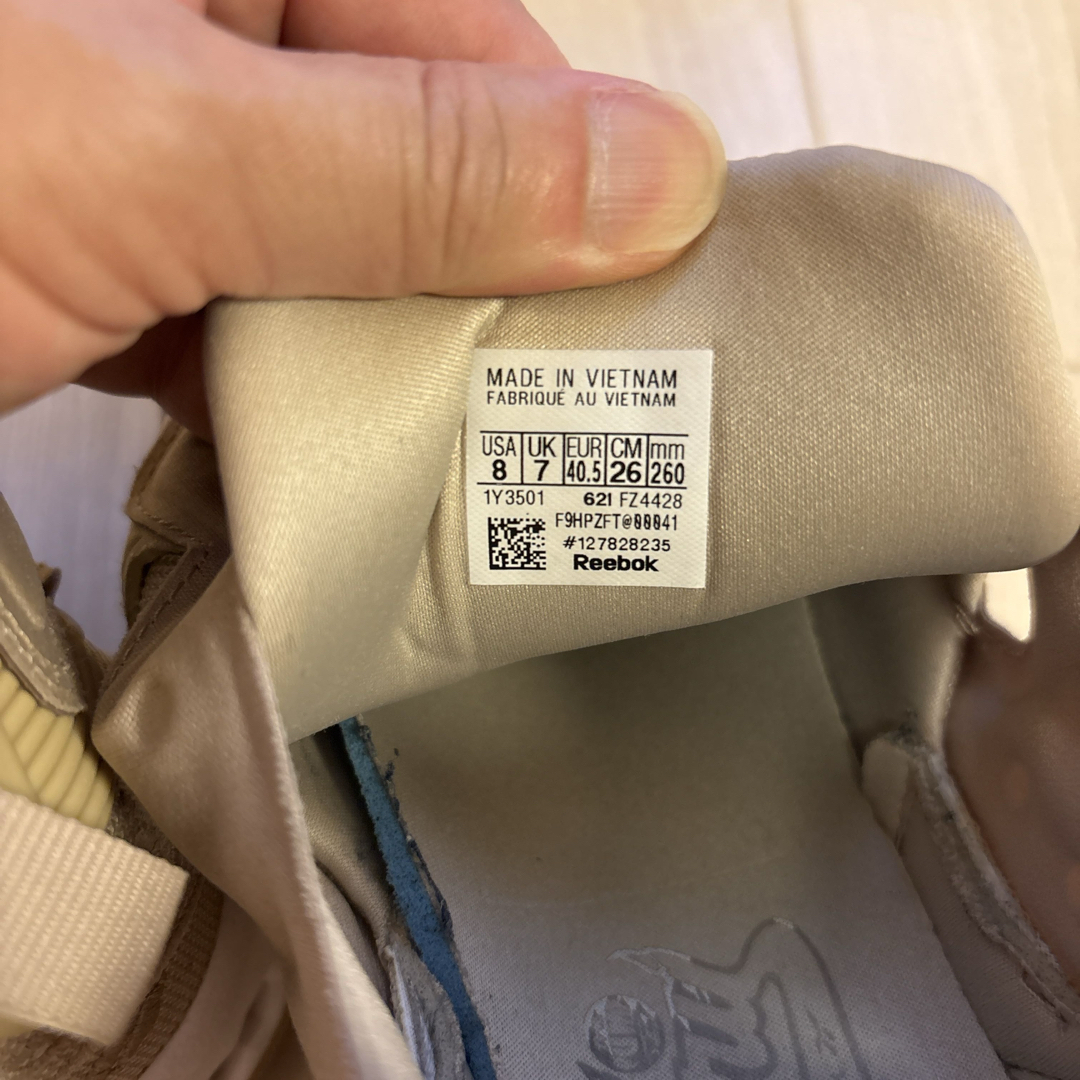 MADE IN VIETNAM
FABRIQUÉ AU VIETNAM
USA UK EUR CM mm
8 7 40.5 26 260
1Y3501 621 FZ4428
F9HPZFT@00041
#127828235
Reebok